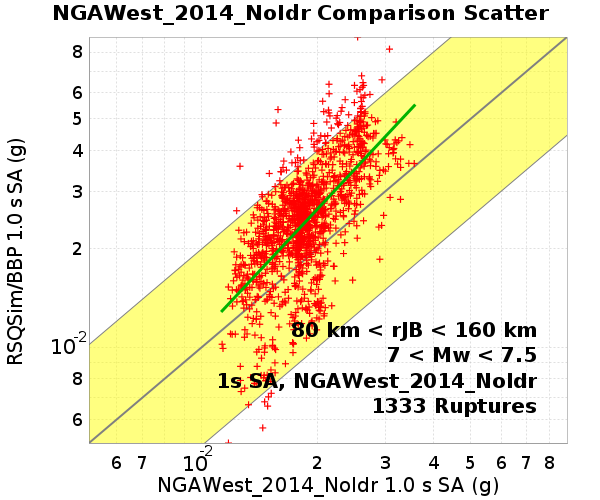 NGAWest_2014_NoIdr Comparison Scatter
RSQSim/BBP 1.0 s SA (g)
8
6
5
4
3
2
10-2
8
6
80 km < rJB < 160 km
7 < Mw < 7.5
1s SA, NGAWest_2014_NoIdr
1333 Ruptures
6 7 10-2 2 3 4 5 6 7 8
NGAWest_2014_NoIdr 1.0 s SA (g)